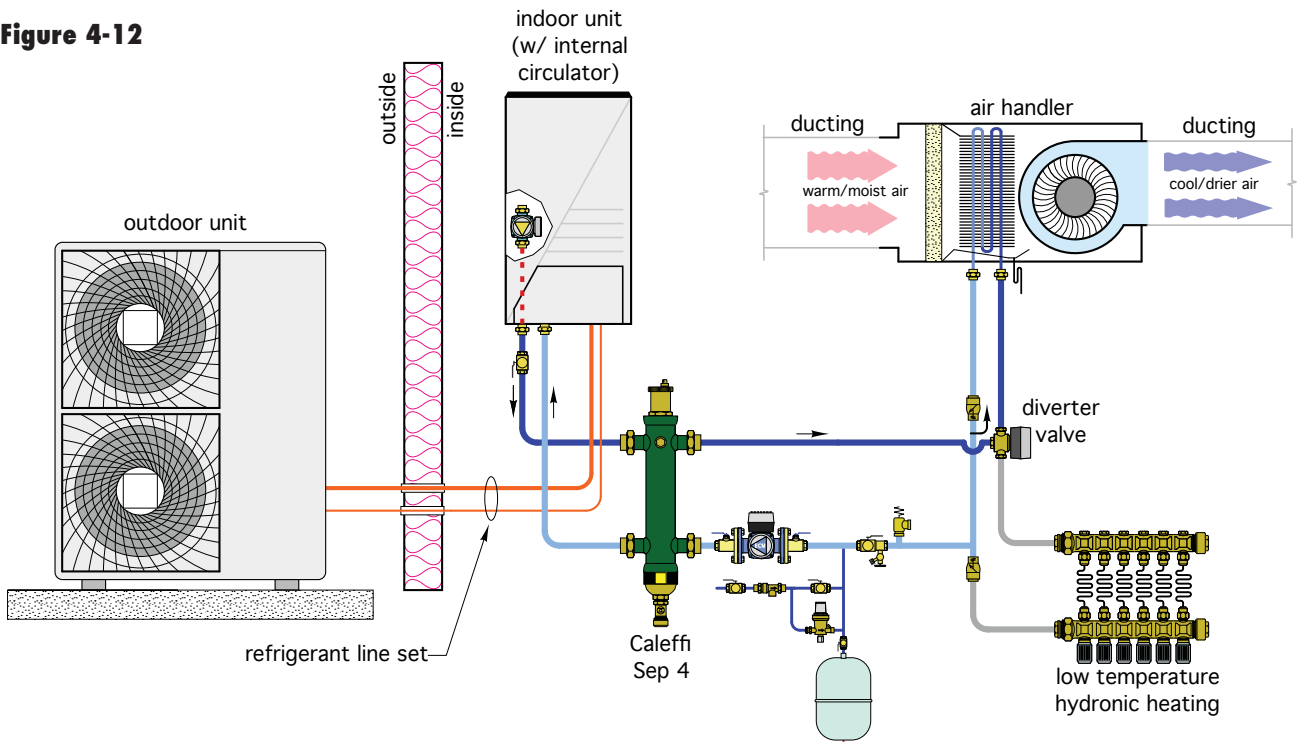 Figure 4-12
indoor unit
(w/ internal
circulator)
outside
inside
air handler
ducting
ducting
warm/moist air
cool/drier air
outdoor unit
diverter
valve
refrigerant line set
Caleffi
Sep 4
low temperature
hydronic heating